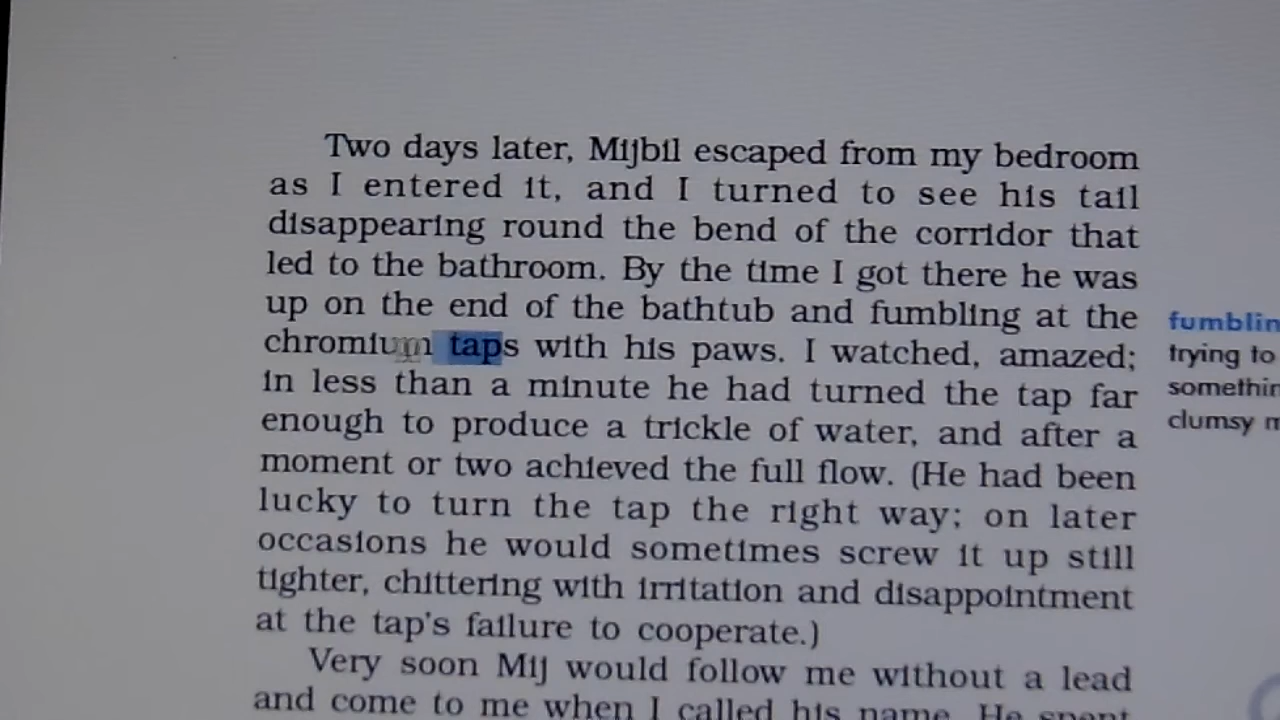 Two days later, Mijbil escaped from my bedroom
as I entered it, and I turned to see his tail
disappearing round the bend of the corridor that
led to the bathroom. By the time I got there he was
up on the end of the bathtub and fumbling at the
chromium taps with his paws. I watched, amazed;
in less than a minute he had turned the tap far
enough to produce a trickle of water, and after a
moment or two achieved the full flow. (He had been
lucky to turn the tap the right way; on later
occasions he would sometimes screw it up still
tighter, chittering with irritation and disappointment
at the tap's failure to cooperate.)
Very soon Mij would follow me without a lead
and come to me when I called his name. He spent
fumblin
trying to
somethin
clumsy m